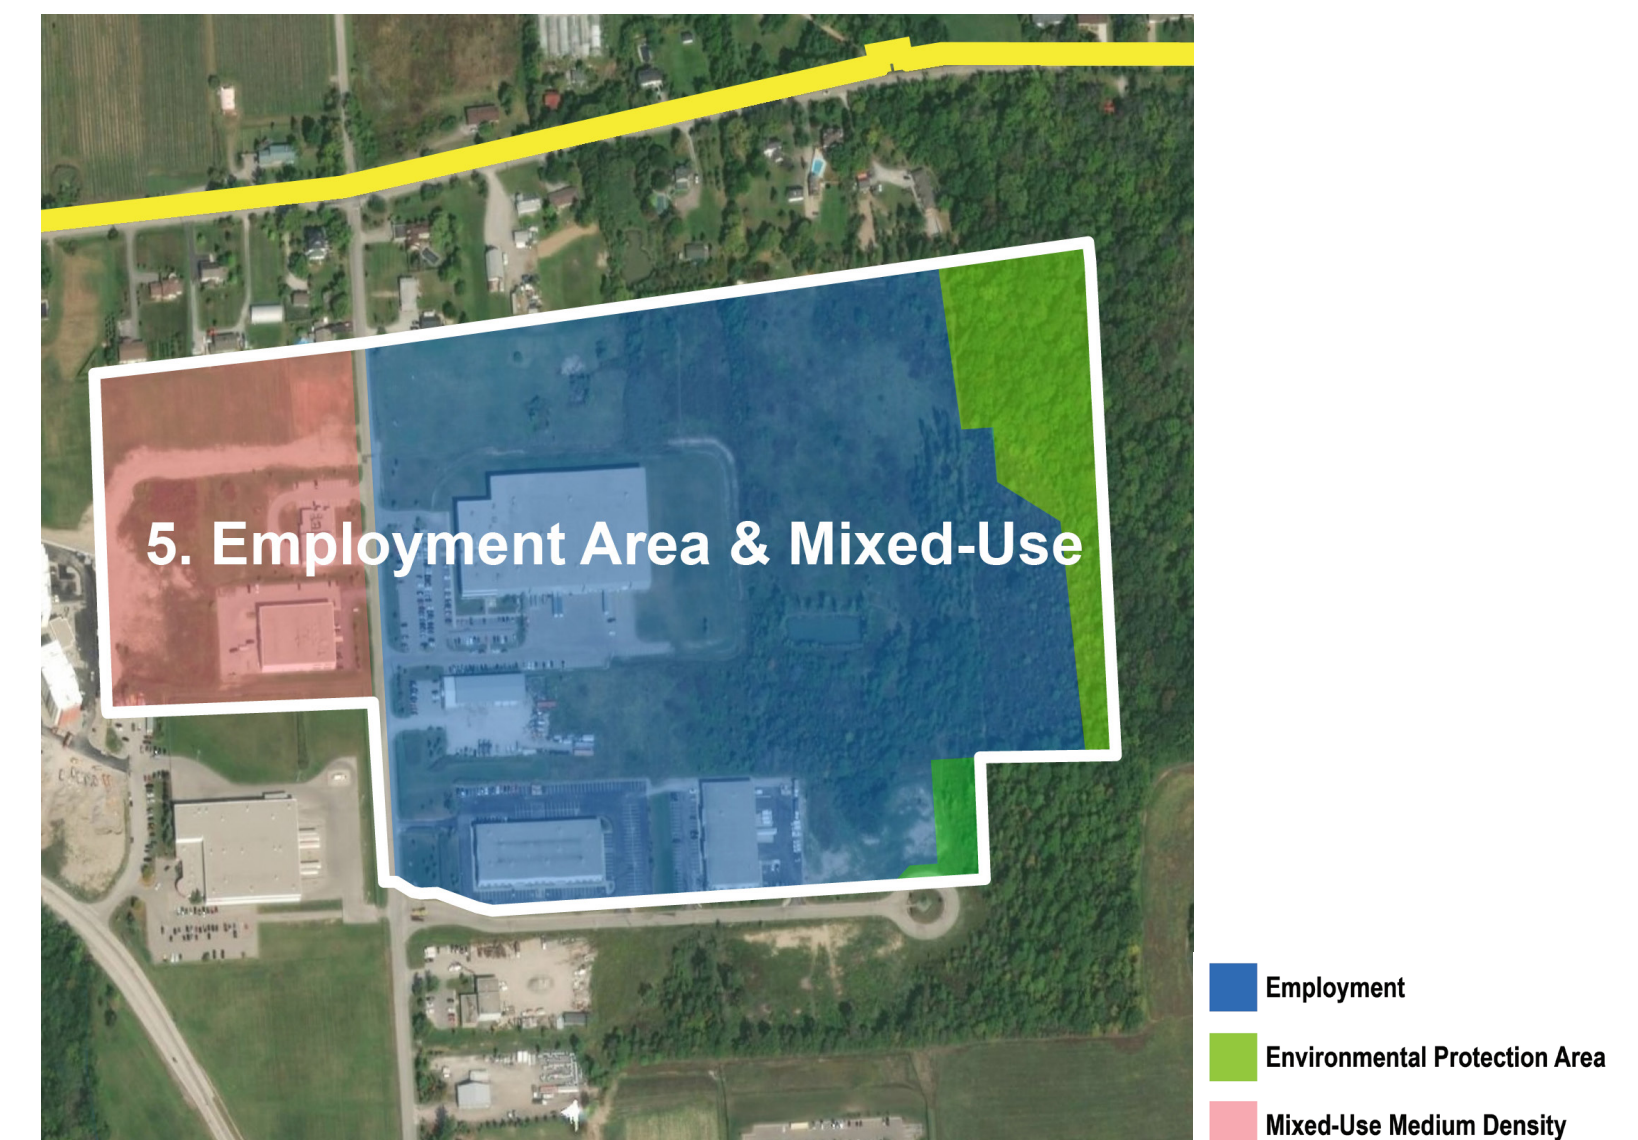 5. Employment Area & Mixed-Use
Employment
Environmental Protection Area
Mixed-Use Medium Density